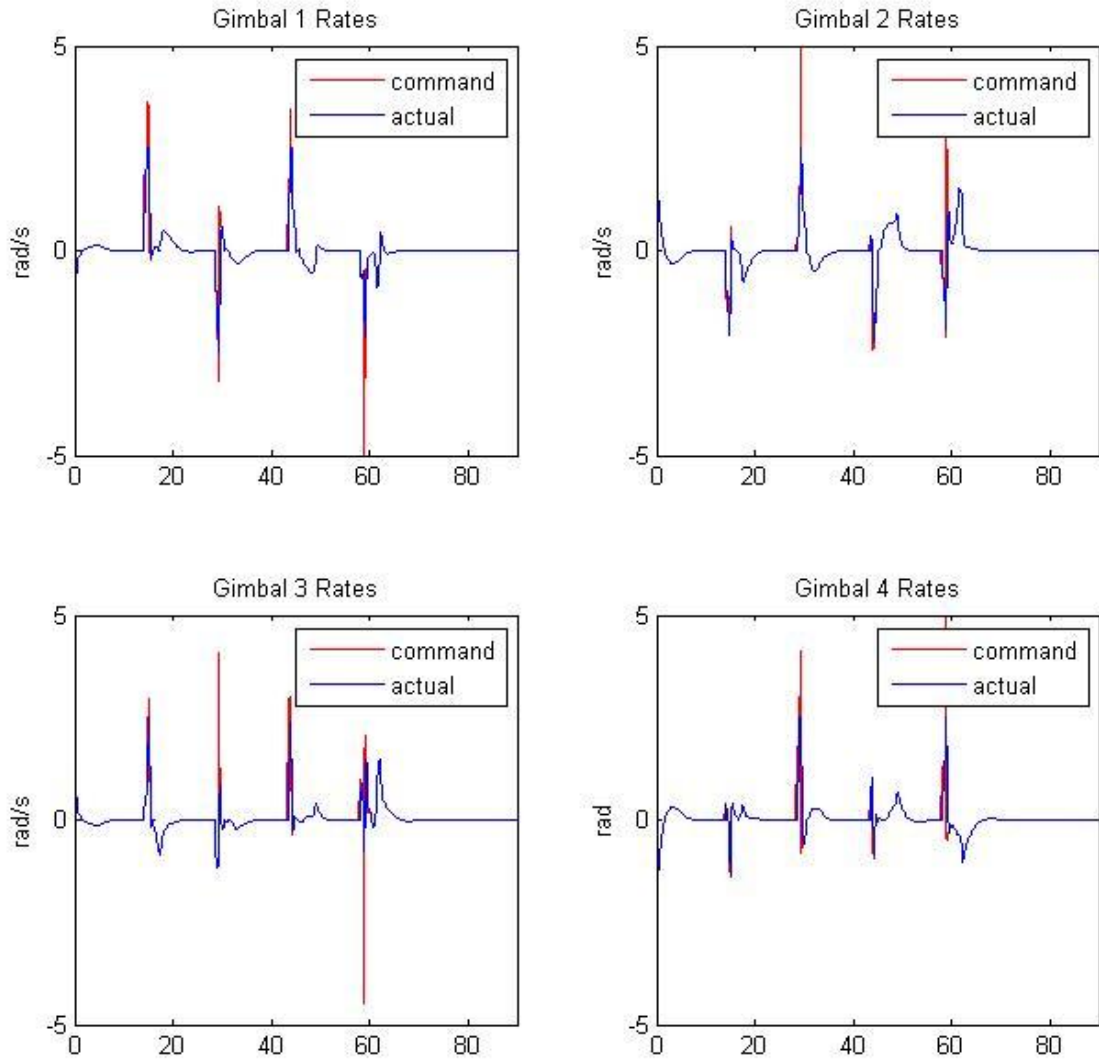 Gimbal 1 Rates
5
command
actual
0
rad/s
-5
0 20 40 60 80
Gimbal 2 Rates
5
command
actual
0
rad/s
-5
0 20 40 60 80
Gimbal 3 Rates
5
command
actual
0
rad/s
-5
0 20 40 60 80
Gimbal 4 Rates
5
command
actual
0
rad
-5
0 20 40 60 80